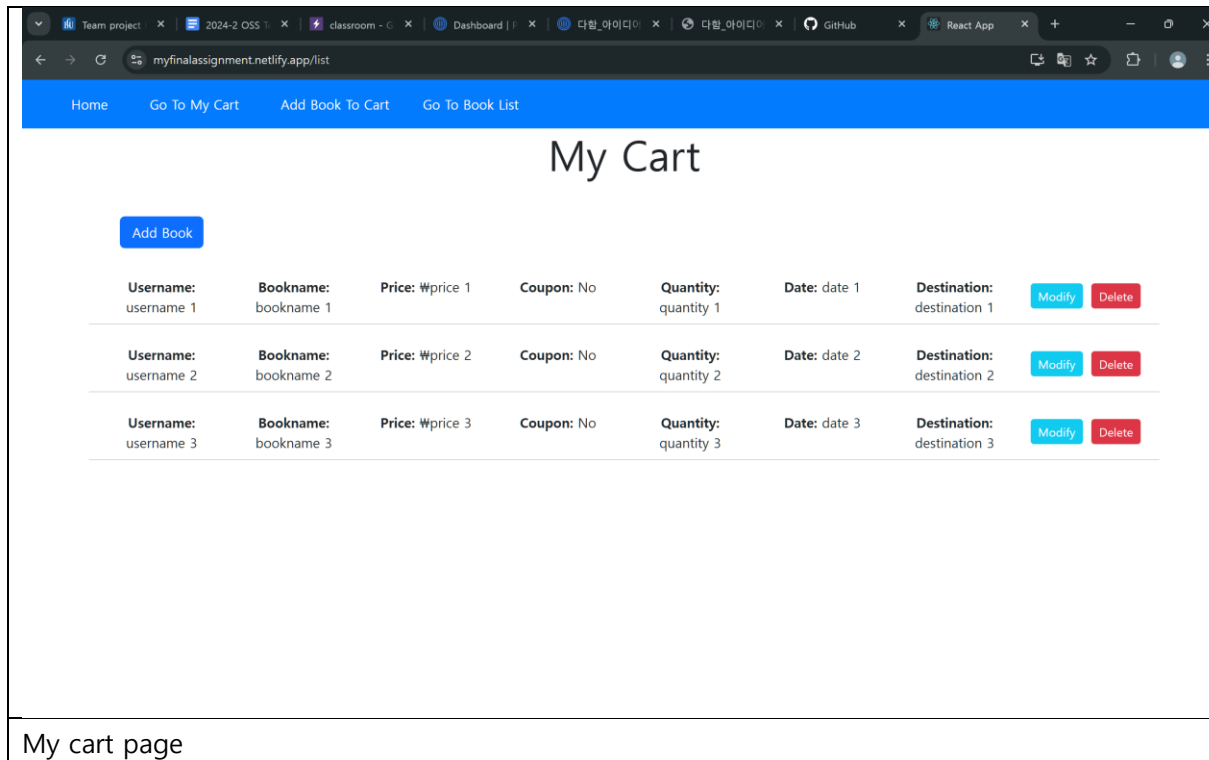 Team project
2024-2 OSS T
classroom - G
Dashboard | P
다함_아이디어
다함_아이디어
GitHub
React App
myfinalassignment.netlify.app/list
Home Go To My Cart Add Book To Cart Go To Book List
My Cart
Add Book
Username: Bookname: Price: ₩price 1 Coupon: No Quantity: Date: date 1 Destination: Modify Delete
username 1 bookname 1 quantity 1 destination 1
Username: Bookname: Price: ₩price 2 Coupon: No Quantity: Date: date 2 Destination: Modify Delete
username 2 bookname 2 quantity 2 destination 2
Username: Bookname: Price: ₩price 3 Coupon: No Quantity: Date: date 3 Destination: Modify Delete
username 3 bookname 3 quantity 3 destination 3
My cart page